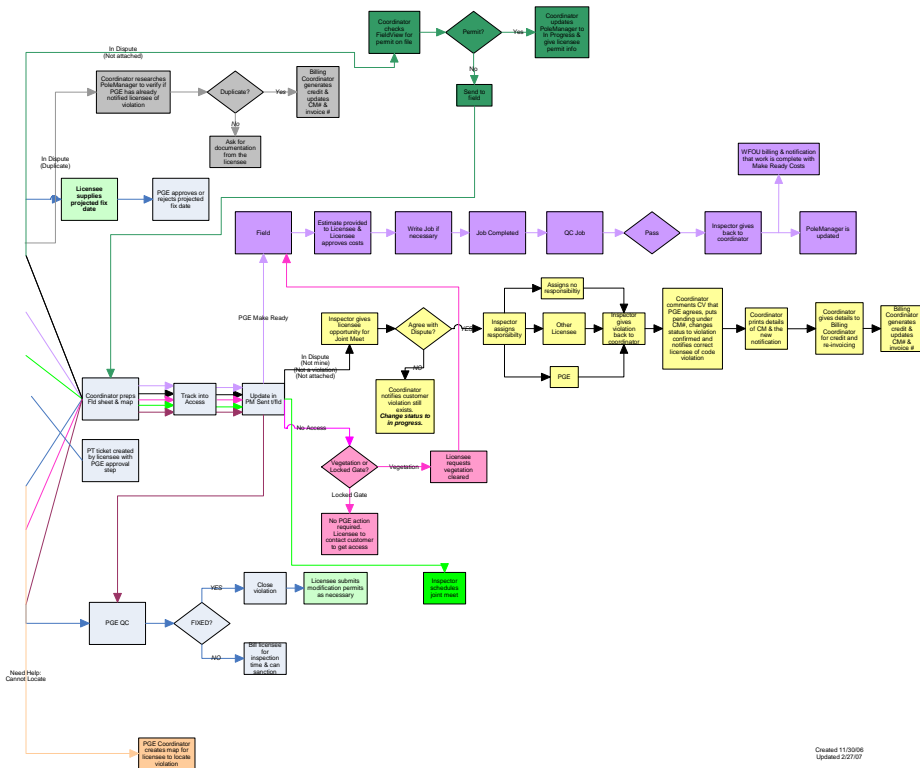 Coordinator
checks
FieldView for
permit on file
Permit?
Yes
Coordinator
updates
PoleManager to
In Progress &
give licensee
permit info
No
Send to
field
In Dispute
(Not attached)
Coordinator researches
PoleManager to verify if
PGE has already
notified licensee of
violation
Duplicate?
Yes
Billing
Coordinator
generates
credit &
updates
CM# &
invoice #
No
Ask for
documentation
from the
licensee
In Dispute
(Duplicate)
Licensee
supplies
projected fix
date
PGE approves or
rejects projected
fix date
WFOU billing & notification
that work is complete with
Make Ready Costs
Field
Estimate provided
to Licensee &
Licensee
approves costs
Write Job if
necessary
Job Completed
QC Job
Pass
Inspector gives
back to
coordinator
PoleManager is
updated
PGE Make Ready
Inspector gives
licensee
opportunity for
Joint Meet
Agree with
Dispute?
YES
Inspector
assigns
responsibility
Assigns no
responsibility
Other
Licensee
PGE
Inspector
gives
violation
back to
coordinator
Coordinator
comments CV that
PGE agrees, puts
pending under
CM#, changes
status to violation
confirmed and
notifies correct
licensee of code
violation
Coordinator
prints details
of CM & the
new
notification
Coordinator
gives details to
Billing
Coordinator
for credit and
re-invoicing
Billing
Coordinator
generates
credit &
updates
CM# &
invoice #
In Dispute
(Not mine)
(Not a violation)
(Not attached)
NO
Coordinator
notifies customer
violation still
exists.
Change status to
in progress.
Coordinator preps
Fld sheet & map
Track into
Access
Update in
PM Sent t/fld
No Access
PT ticket created
by licensee with
PGE approval
step
Vegetation or
Locked Gate?
Vegetation
Licensee
requests
vegetation
cleared
Locked Gate
No PGE action
required.
Licensee to
contact customer
to get access
Inspector
schedules
joint meet
PGE QC
FIXED?
YES
Close
violation
Licensee submits
modification permits
as necessary
NO
Bill licensee
for
inspection
time & can
sanction
Need Help:
Cannot Locate
PGE Coordinator
creates map for
licensee to locate
violation
Created 11/30/06
Updated 2/27/07